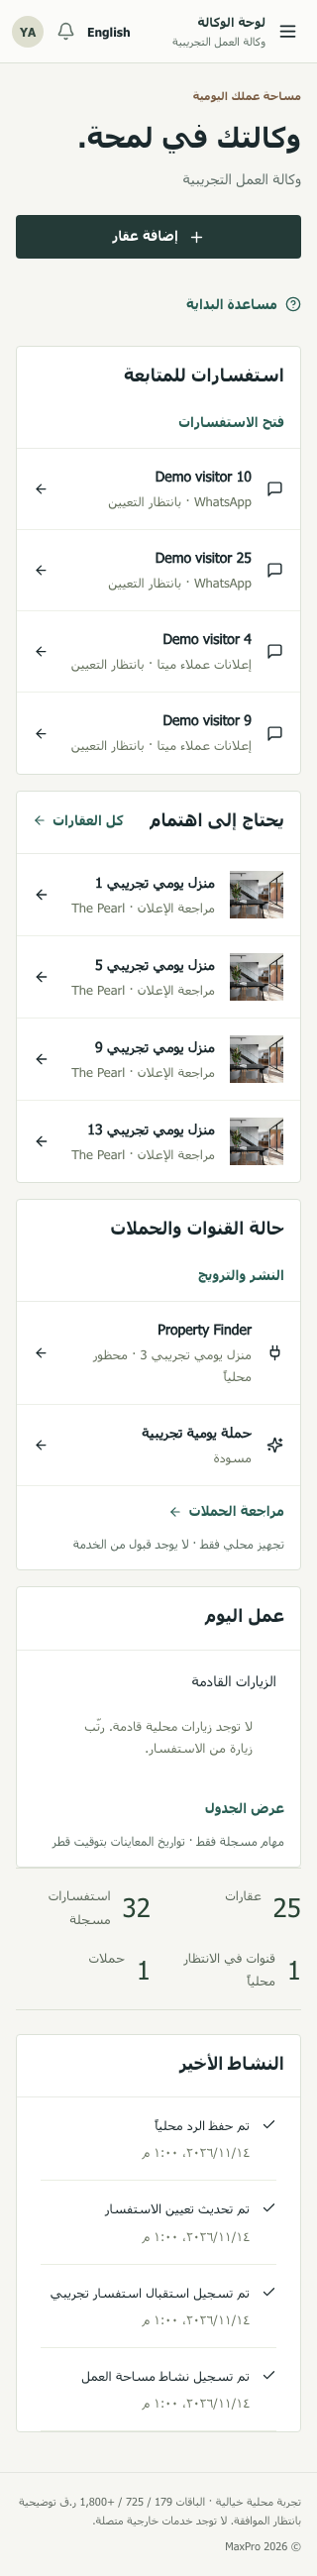 لوحة الوكالة
وكالة العمل التجريبية
English
YA
مساحة عملك اليومية
وكالتك في لمحة.
وكالة العمل التجريبية
إضافة عقار
مساعدة البداية
استفسارات للمتابعة
فتح الاستفسارات
Demo visitor 10
WhatsApp · بانتظار التعيين
Demo visitor 25
WhatsApp · بانتظار التعيين
Demo visitor 4
إعلانات عملاء ميتا · بانتظار التعيين
Demo visitor 9
إعلانات عملاء ميتا · بانتظار التعيين
يحتاج إلى اهتمام
كل العقارات
منزل يومي تجريبي 1
مراجعة الإعلان · The Pearl
منزل يومي تجريبي 5
مراجعة الإعلان · The Pearl
منزل يومي تجريبي 9
مراجعة الإعلان · The Pearl
منزل يومي تجريبي 13
مراجعة الإعلان · The Pearl
حالة القنوات والحملات
النشر والترويج
Property Finder
منزل يومي تجريبي 3 · محظور
محلياً
حملة يومية تجريبية
مسودة
مراجعة الحملات
تجهيز محلي فقط · لا يوجد قبول من الخدمة
عمل اليوم
الزيارات القادمة
لا توجد زيارات محلية قادمة. رتّب
زيارة من الاستفسار.
عرض الجدول
مهام مسجلة فقط · تواريخ المعاينات بتوقيت قطر
25
عقارات
32
استفسارات
مسجلة
1
قنوات في الانتظار
محلياً
1
حملات
النشاط الأخير
تم حفظ الرد محلياً
١٤‏/١١‏/٢٠٢٦، ١:٠٠ م
تم تحديث تعيين الاستفسار
١٤‏/١١‏/٢٠٢٦، ١:٠٠ م
تم تسجيل استقبال استفسار تجريبي
١٤‏/١١‏/٢٠٢٦، ١:٠٠ م
تم تسجيل نشاط مساحة العمل
١٤‏/١١‏/٢٠٢٦، ١:٠٠ م
تجربة محلية خيالية · الباقات 179 / 725 / +1,800 ر.ق توضيحية
بانتظار الموافقة. لا توجد خدمات خارجية متصلة.
© 2026 MaxPro